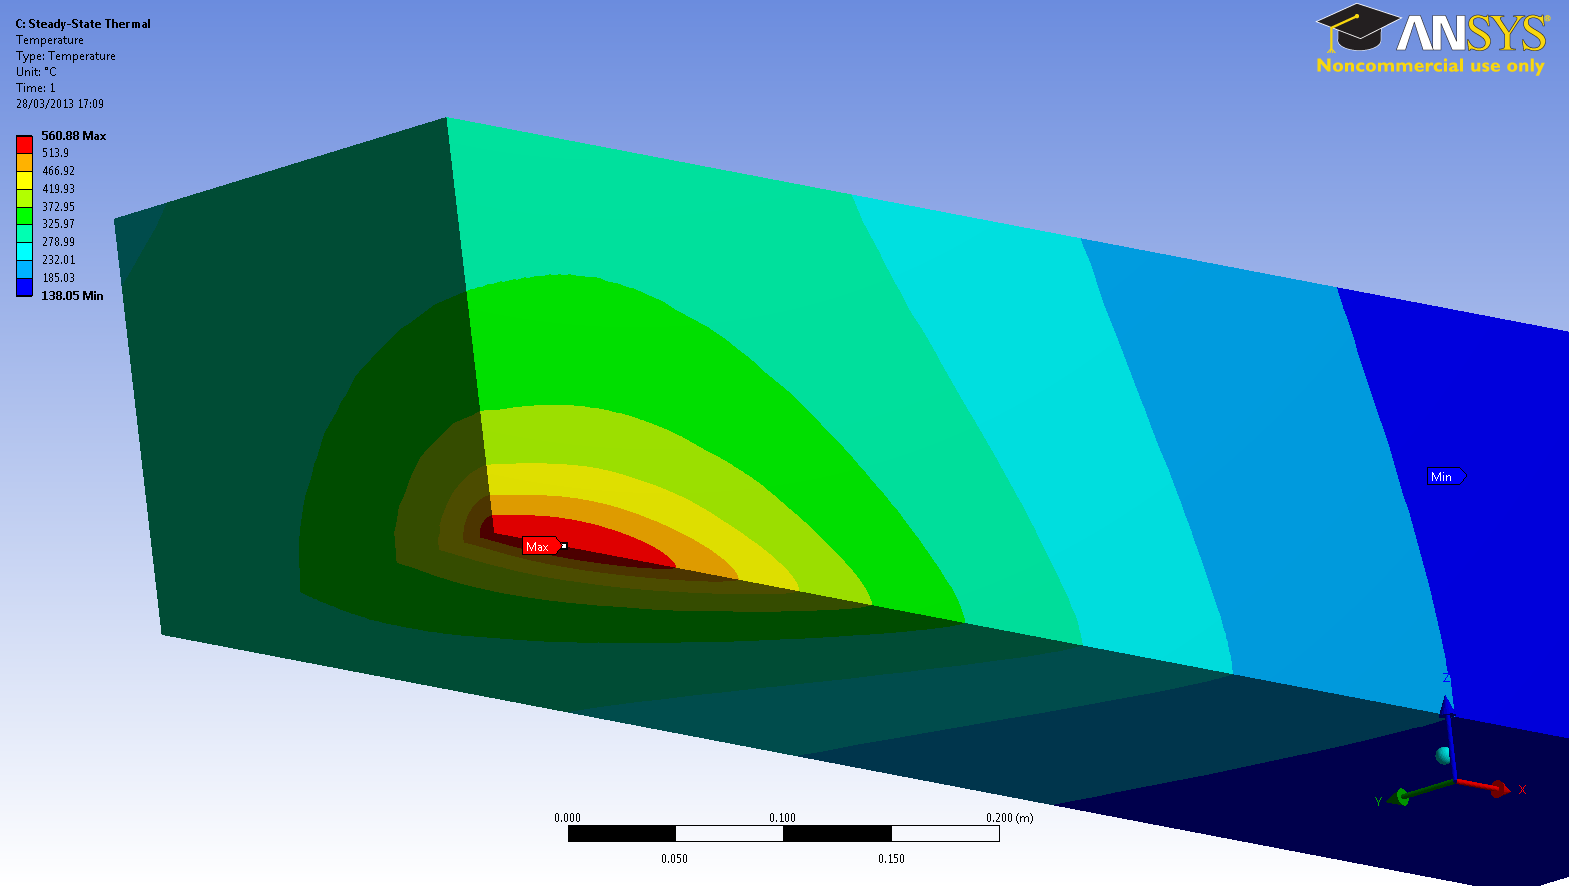 C: Steady-State Thermal
Temperature
Type: Temperature
Unit: °C
Time: 1
28/03/2013 17:09
560.88 Max
513.9
466.92
419.93
372.95
325.97
278.99
232.01
185.03
138.05 Min
ANSYS®
Noncommercial use only
Min
Max
Z
Y
X
0.000 0.100 0.200 (m)
0.050 0.150